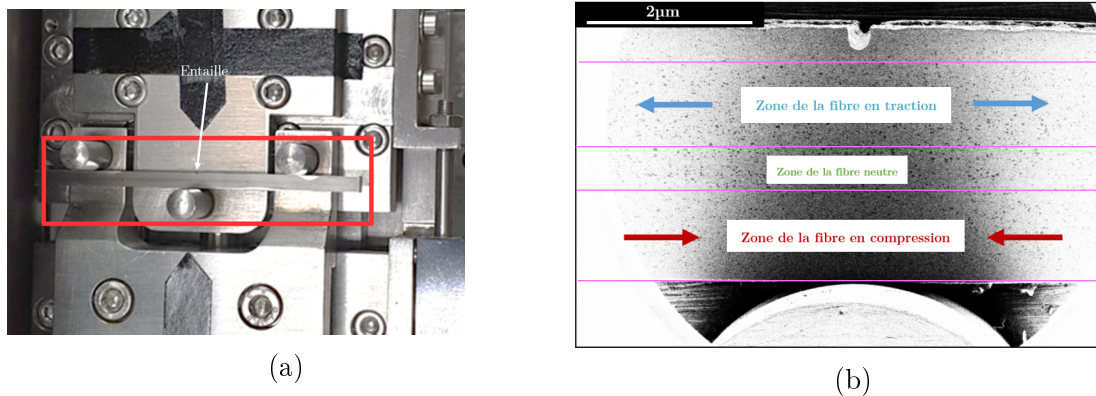 Entaille
(a)
2µm
Zone de la fibre en traction
Zone de la fibre neutre
Zone de la fibre en compression
(b)